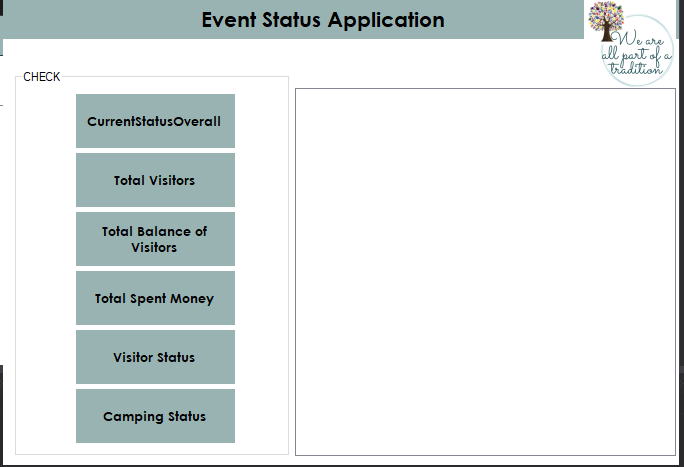 Event Status Application
We are
all part of a
tradition
CHECK
CurrentStatusOverall
Total Visitors
Total Balance of
Visitors
Total Spent Money
Visitor Status
Camping Status